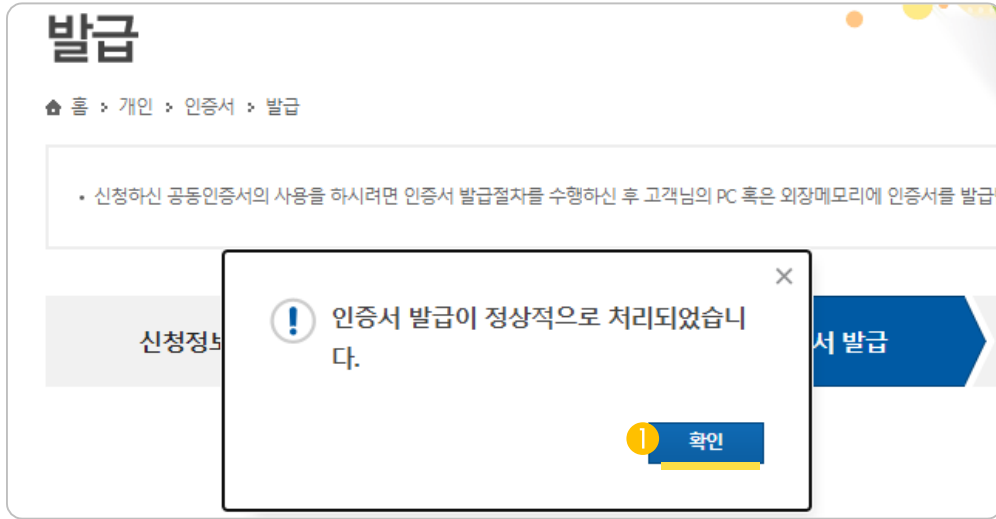 발급
홈 > 개인 > 인증서 > 발급
• 신청하신 공동인증서의 사용을 하시려면 인증서 발급절차를 수행하신 후 고객님의 PC 혹은 외장메모리에 인증서를 발급
신청정보
인증서 발급이 정상적으로 처리되었습니
다.
서 발급
1 확인